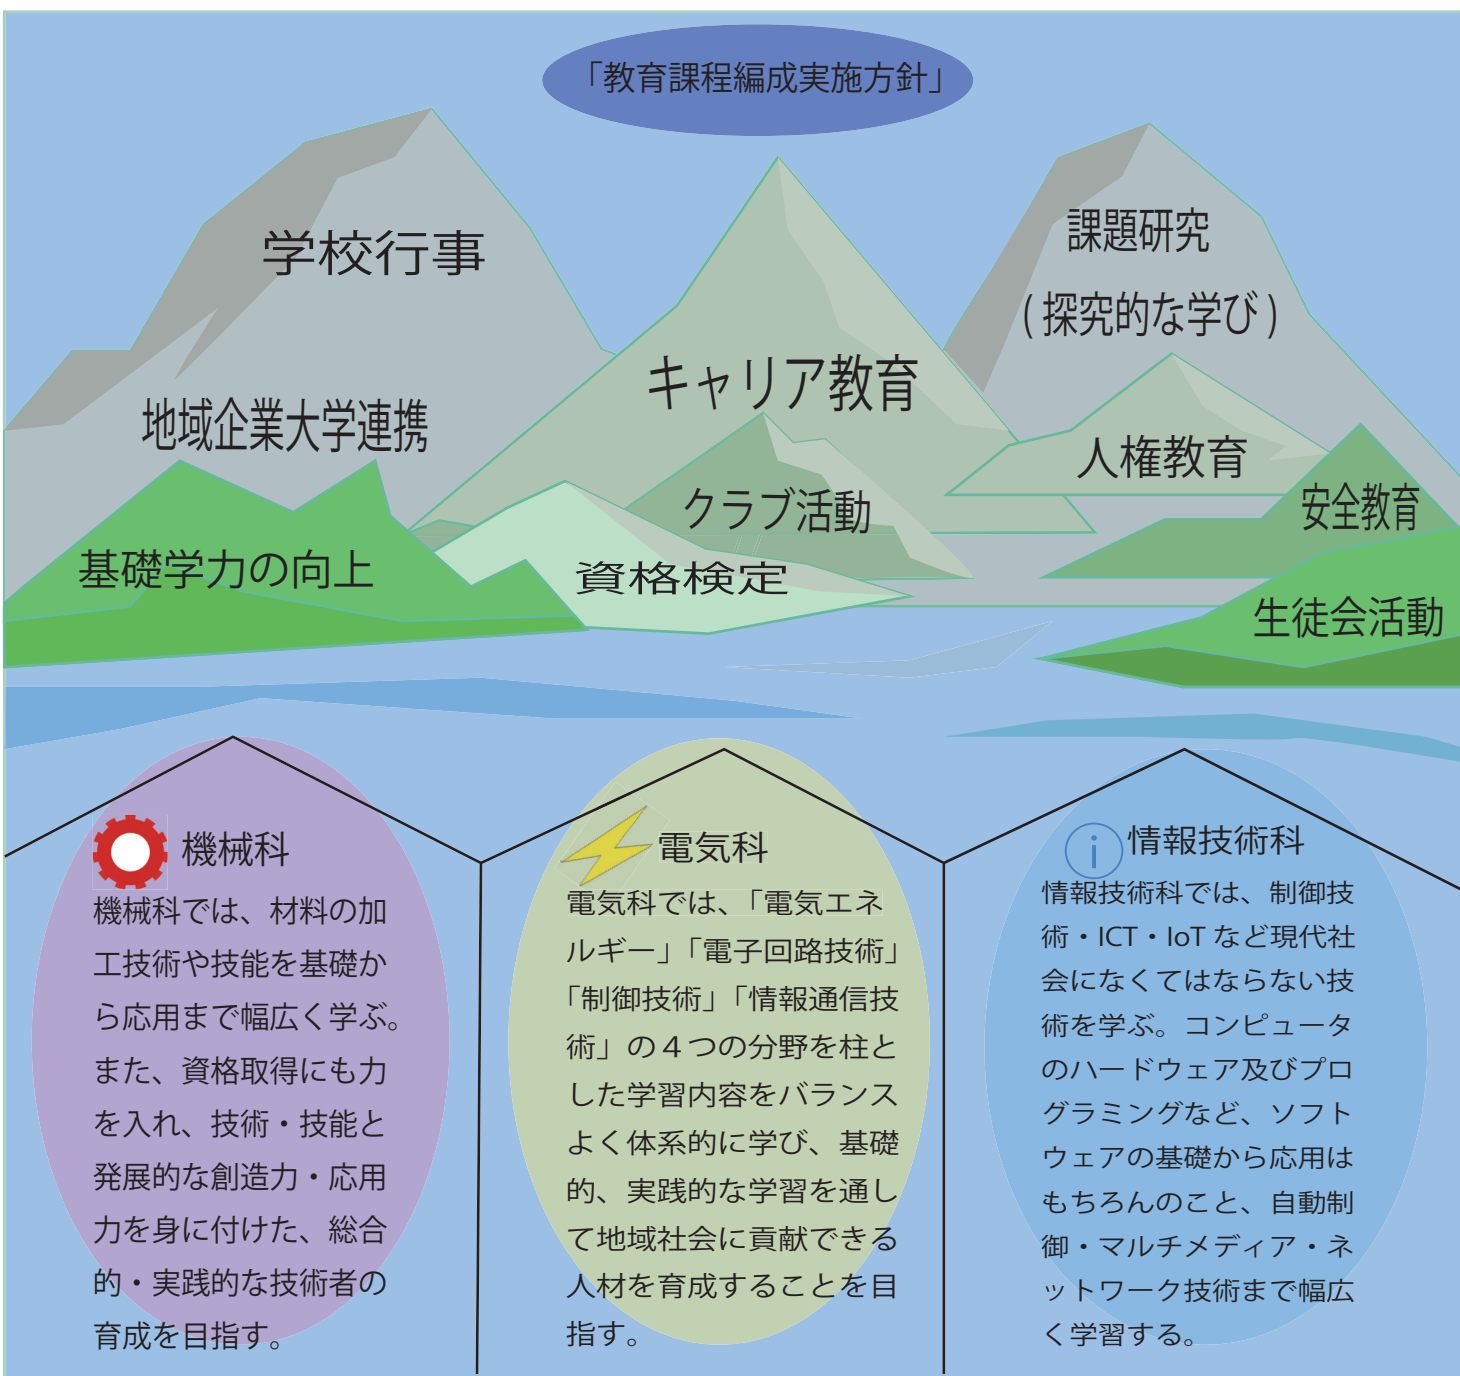 「教育課程編成実施方針」
学校行事
課題研究
( 探究的な学び )
キャリア教育
地域企業大学連携
人権教育
クラブ活動
安全教育
基礎学力の向上
資格検定
生徒会活動
機械科
機械科では、材料の加
工技術や技能を基礎か
ら応用まで幅広く学ぶ。
また、資格取得にも力
を入れ、技術・技能と
発展的な創造力・応用
力を身に付けた、総合
的・実践的な技術者の
育成を目指す。
電気科
電気科では、「電気エネ
ルギー」「電子回路技術」
「制御技術」「情報通信技
術」の４つの分野を柱と
した学習内容をバランス
よく体系的に学び、基礎
的、実践的な学習を通し
て地域社会に貢献できる
人材を育成することを目
指す。
i
情報技術科
情報技術科では、制御技
術・ICT・IoT など現代社
会になくてはならない技
術を学ぶ。コンピュータ
のハードウェア及びプロ
グラミングなど、ソフト
ウェアの基礎から応用は
もちろんのこと、自動制
御・マルチメディア・ネ
ットワーク技術まで幅広
く学習する。